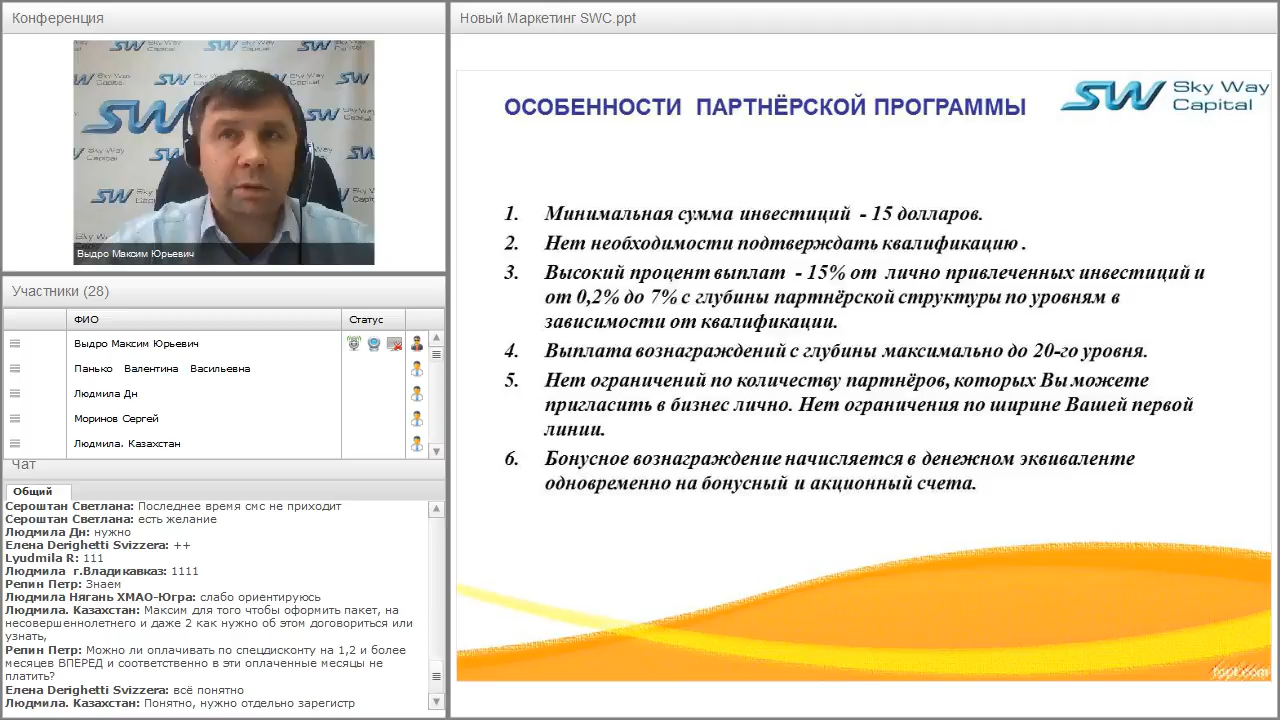 Конференция
Новый Маркетинг SWC.ppt
Выдро Максим Юрьевич
Участники (28)
ФИО
Статус
Выдро Максим Юрьевич
Панько Валентина Васильевна
Людмила Дн
Моринов Сергей
Людмила. Казахстан
Чат
Общий
Сероштан Светлана: Последнее время смс не приходит
Сероштан Светлана: есть желание
Людмила Дн: нужно
Елена Derighetti Svizzera: ++
Lyudmila R: 111
Людмила г.Владикавказ: 1111
Репин Петр: Знаем
Людмила Нягань ХМАО-Югра: слабо ориентируюсь
Людмила. Казахстан: Максим для того чтобы оформить пакет, на
несовершеннолетнего и даже 2 как нужно об этом договориться или
узнать,
Репин Петр: Можно ли оплачивать по спецдисконту на 1,2 и более
месяцев ВПЕРЕД и соответственно в эти оплаченные месяцы не
платить?
Елена Derighetti Svizzera: всё понятно
Людмила. Казахстан: Понятно, нужно отдельно зарегистр
ОСОБЕННОСТИ ПАРТНЁРСКОЙ ПРОГРАММЫ
SW Sky Way
Capital
1. Минимальная сумма инвестиций - 15 долларов.
2. Нет необходимости подтверждать квалификацию .
3. Высокий процент выплат - 15% от лично привлеченных инвестиций и
от 0,2% до 7% с глубины партнёрской структуры по уровням в
зависимости от квалификации.
4. Выплата вознаграждений с глубины максимально до 20-го уровня.
5. Нет ограничений по количеству партнёров, которых Вы можете
пригласить в бизнес лично. Нет ограничения по ширине Вашей первой
линии.
6. Бонусное вознаграждение начисляется в денежном эквиваленте
одновременно на бонусный и акционный счета.